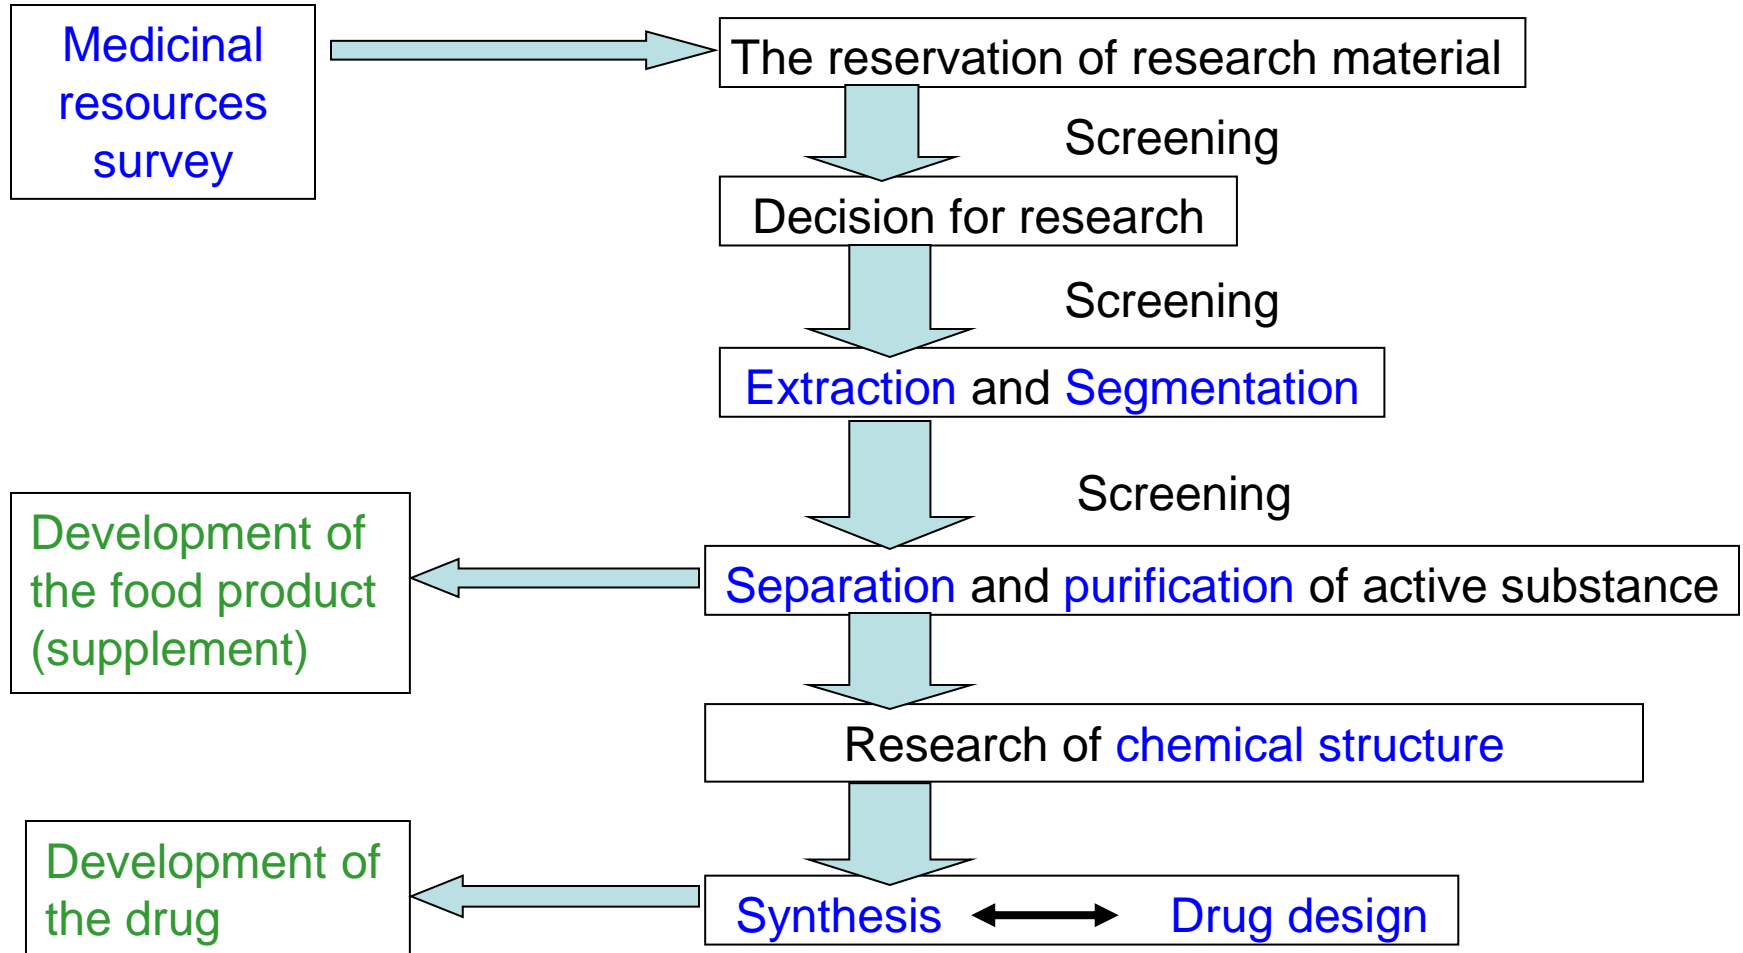 Medicinal
resources
survey
The reservation of research material
Screening
Decision for research
Screening
Extraction and Segmentation
Screening
Development of
the food product
(supplement)
Separation and purification of active substance
Research of chemical structure
Development of
the drug
Synthesis Drug design